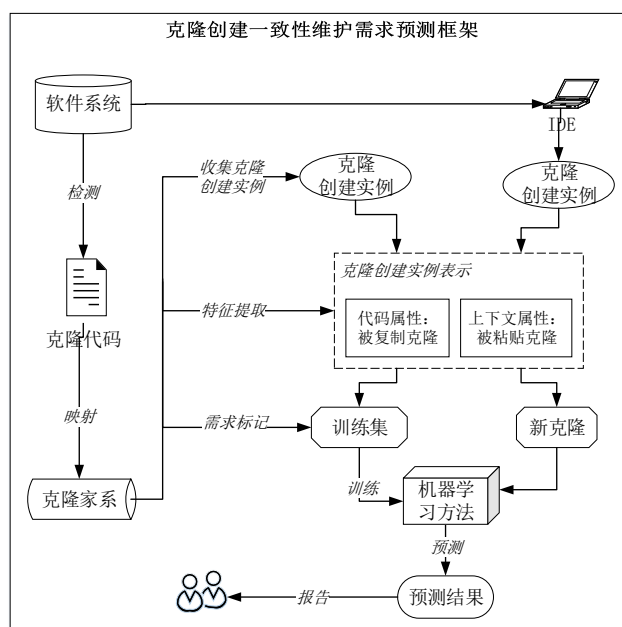 克隆创建一致性维护需求预测框架
软件系统
IDE
检测
收集克隆
创建实例
克隆
创建实例
克隆
创建实例
克隆创建实例表示
克隆代码
特征提取
代码属性:
被复制克隆
上下文属性:
被粘贴克隆
映射
需求标记
训练集
新克隆
克隆家系
训练
机器学
习方法
预测
报告
预测结果